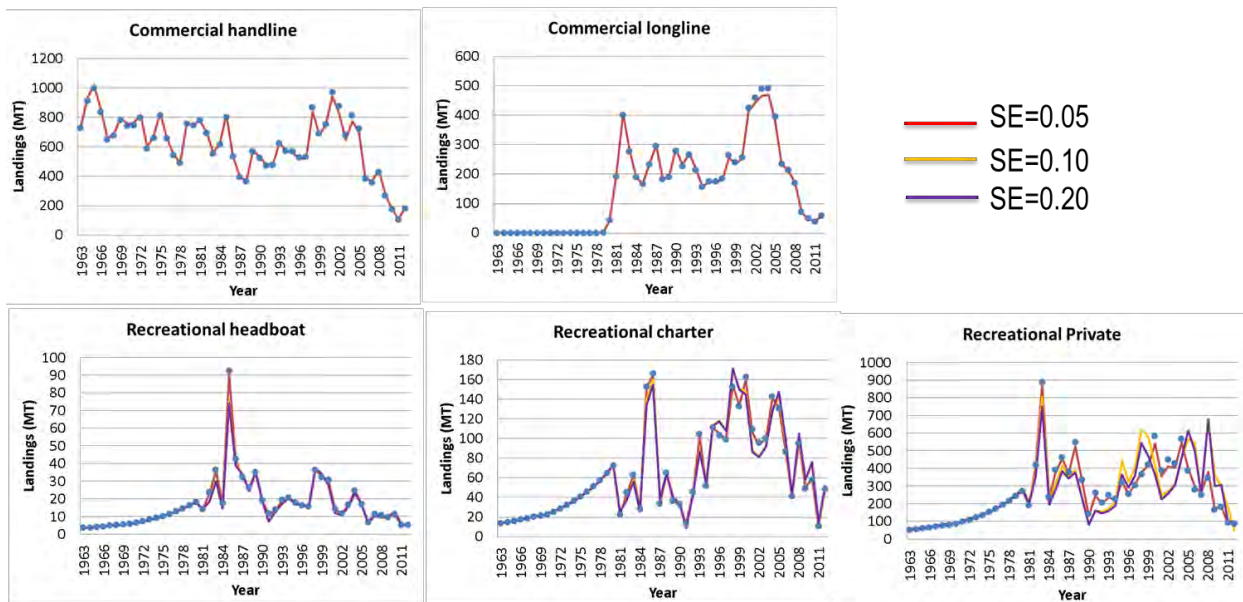 Commercial handline
Landings (MT)
1200
1000
800
600
400
200
0
1963 1966 1969 1972 1975 1978 1981 1984 1987 1990 1993 1996 1999 2002 2005 2008 2011
Year
Commercial longline
Landings (MT)
600
500
400
300
200
100
0
1963 1966 1969 1972 1975 1978 1981 1984 1987 1990 1993 1996 1999 2002 2005 2008 2011
Year
SE=0.05
SE=0.10
SE=0.20
Recreational headboat
Landings (MT)
100
90
80
70
60
50
40
30
20
10
0
1963 1966 1969 1972 1975 1978 1981 1984 1987 1990 1993 1996 1999 2002 2005 2008 2011
Year
Recreational charter
Landings (MT)
180
160
140
120
100
80
60
40
20
0
1963 1966 1969 1972 1975 1978 1981 1984 1987 1990 1993 1996 1999 2002 2005 2008 2011
Year
Recreational Private
Landings (MT)
1000
900
800
700
600
500
400
300
200
100
0
1963 1966 1969 1972 1975 1978 1981 1984 1987 1990 1993 1996 1999 2002 2005 2008 2011
Year